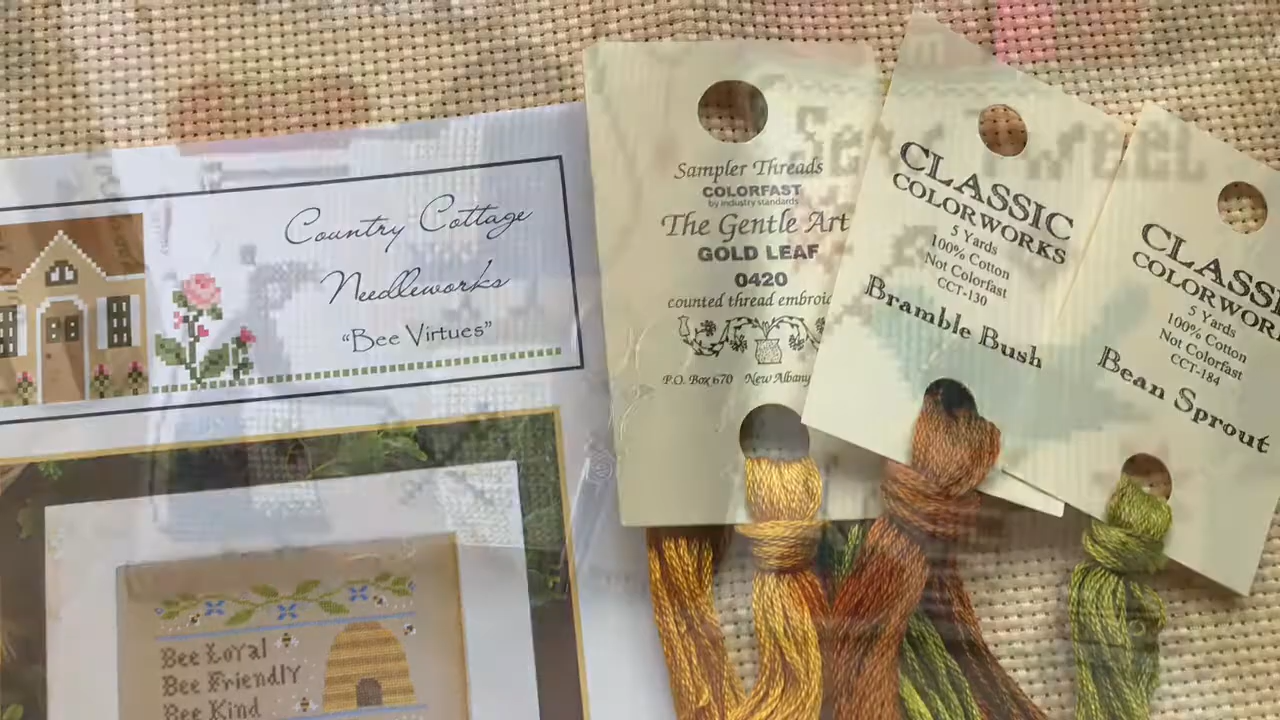 Country Cottage
Needleworks
“Bee Virtues”
Bee Loyal
Bee Friendly
Bee Kind
Sampler Threads
COLORFAST
by industry standards
The Gentle Art
GOLD LEAF
0420
counted thread
P.O. Box 670 New Albany
CLASSIC
COLORWORKS
5 Yards
100% Cotton
Not Colorfast
CCT-130
Bramble Bush
CLASSI
COLORWOR
5 Yards
100% Cotton
Not Colorfast
CCT-184
Bean Sprout